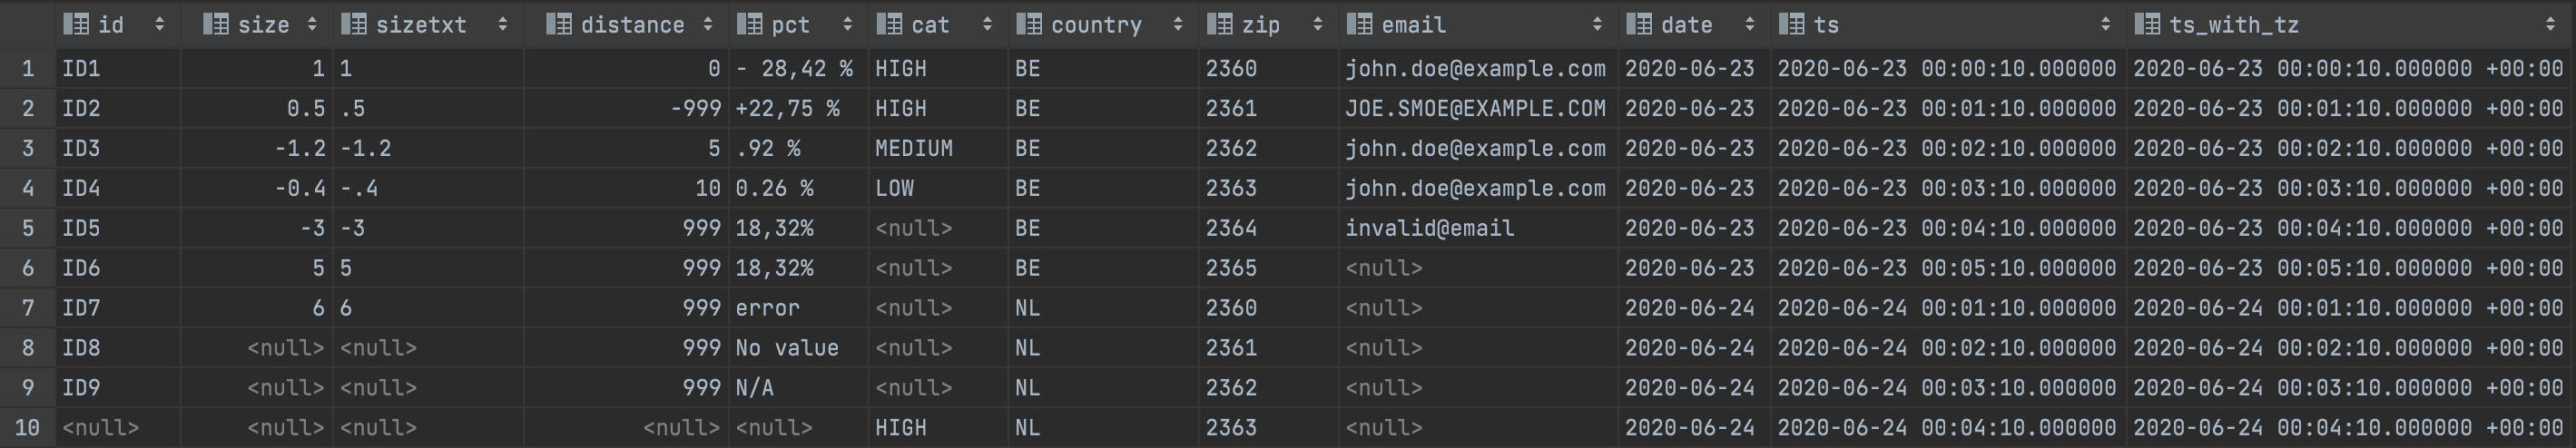 id size sizetxt distance pct cat country zip email date ts ts_with_tz
1 ID1 1 1 0 - 28,42 % HIGH BE 2360 john.doe@example.com 2020-06-23 2020-06-23 00:00:10.000000 2020-06-23 00:00:10.000000 +00:00
2 ID2 0.5 .5 -999 +22,75 % HIGH BE 2361 JOE.SMOE@EXAMPLE.COM 2020-06-23 2020-06-23 00:01:10.000000 2020-06-23 00:01:10.000000 +00:00
3 ID3 -1.2 -1.2 5 .92 % MEDIUM BE 2362 john.doe@example.com 2020-06-23 2020-06-23 00:02:10.000000 2020-06-23 00:02:10.000000 +00:00
4 ID4 -0.4 -.4 10 0.26 % LOW BE 2363 john.doe@example.com 2020-06-23 2020-06-23 00:03:10.000000 2020-06-23 00:03:10.000000 +00:00
5 ID5 -3 -3 999 18,32% <null> BE 2364 invalid@email 2020-06-23 2020-06-23 00:04:10.000000 2020-06-23 00:04:10.000000 +00:00
6 ID6 5 5 999 18,32% <null> BE 2365 <null> 2020-06-23 2020-06-23 00:05:10.000000 2020-06-23 00:05:10.000000 +00:00
7 ID7 6 6 999 error <null> NL 2360 <null> 2020-06-24 2020-06-24 00:01:10.000000 2020-06-24 00:01:10.000000 +00:00
8 ID8 <null> <null> 999 No value <null> NL 2361 <null> 2020-06-24 2020-06-24 00:02:10.000000 2020-06-24 00:02:10.000000 +00:00
9 ID9 <null> <null> 999 N/A <null> NL 2362 <null> 2020-06-24 2020-06-24 00:03:10.000000 2020-06-24 00:03:10.000000 +00:00
10 <null> <null> <null> <null> <null> HIGH NL 2363 <null> 2020-06-24 2020-06-24 00:04:10.000000 2020-06-24 00:04:10.000000 +00:00